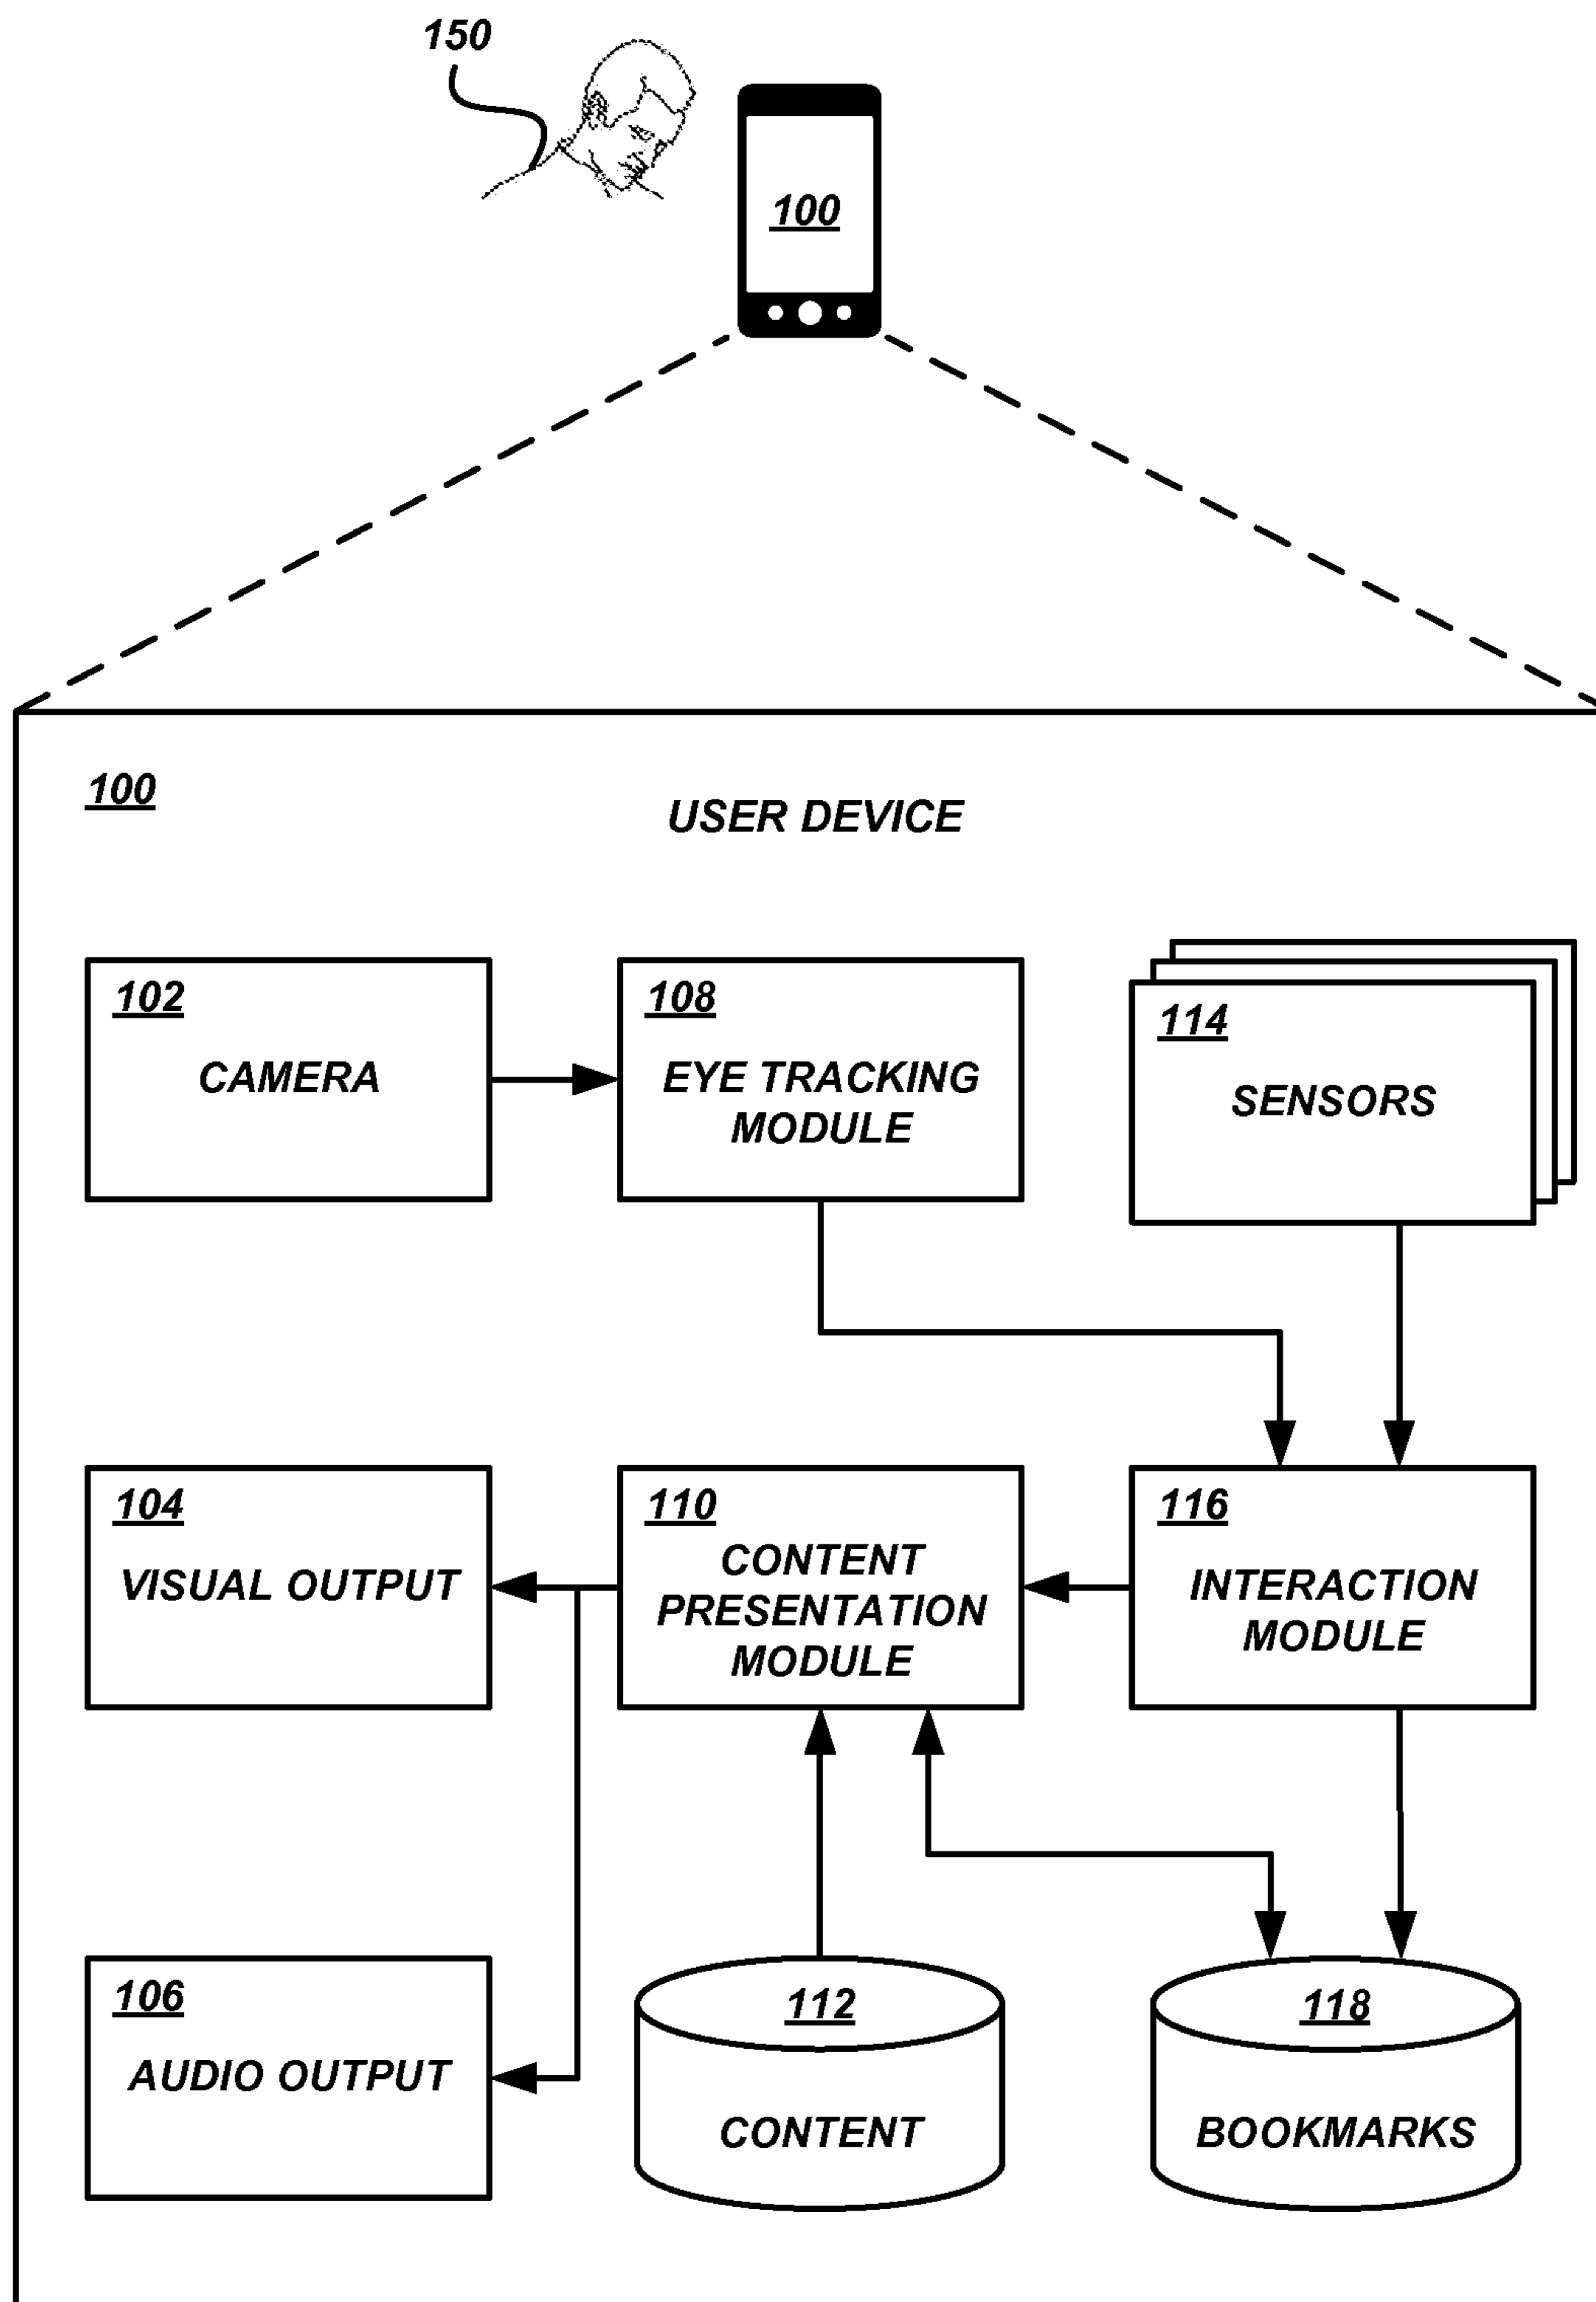 150
100
100
USER DEVICE
102
CAMERA
108
EYE TRACKING
MODULE
114
SENSORS
104
VISUAL OUTPUT
110
CONTENT
PRESENTATION
MODULE
116
INTERACTION
MODULE
106
AUDIO OUTPUT
112
CONTENT
118
BOOKMARKS